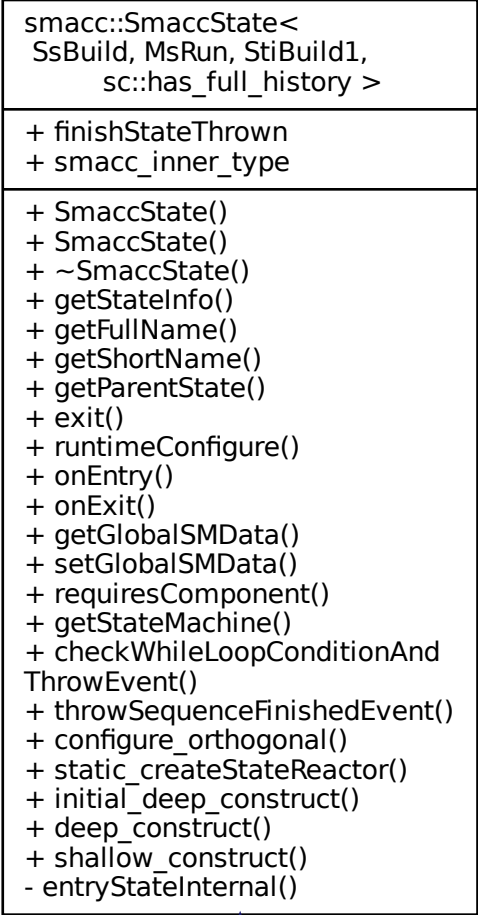 smacc::SmaccState<
SsBuild, MsRun, StiBuild1,
sc::has_full_history >
+ finishStateThrown
+ smacc_inner_type
+ SmaccState()
+ SmaccState()
+ ~SmaccState()
+ getStateInfo()
+ getFullName()
+ getShortName()
+ getParentState()
+ exit()
+ runtimeConfigure()
+ onEntry()
+ onExit()
+ getGlobalSMData()
+ setGlobalSMData()
+ requiresComponent()
+ getStateMachine()
+ checkWhileLoopConditionAnd
ThrowEvent()
+ throwSequenceFinishedEvent()
+ configure_orthogonal()
+ static_createStateReactor()
+ initial_deep_construct()
+ deep_construct()
+ shallow_construct()
- entryStateInternal()